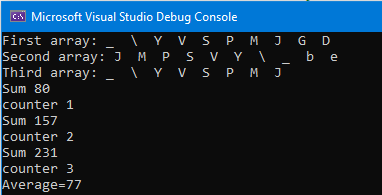 Microsoft Visual Studio Debug Console
First array: _  \  Y  V  S  P  M  J  G  D
Second array: J  M  P  S  V  Y  \  _  b  e
Third array: _  \  Y  V  S  P  M  J
Sum 80
counter 1
Sum 157
counter 2
Sum 231
counter 3
Average=77